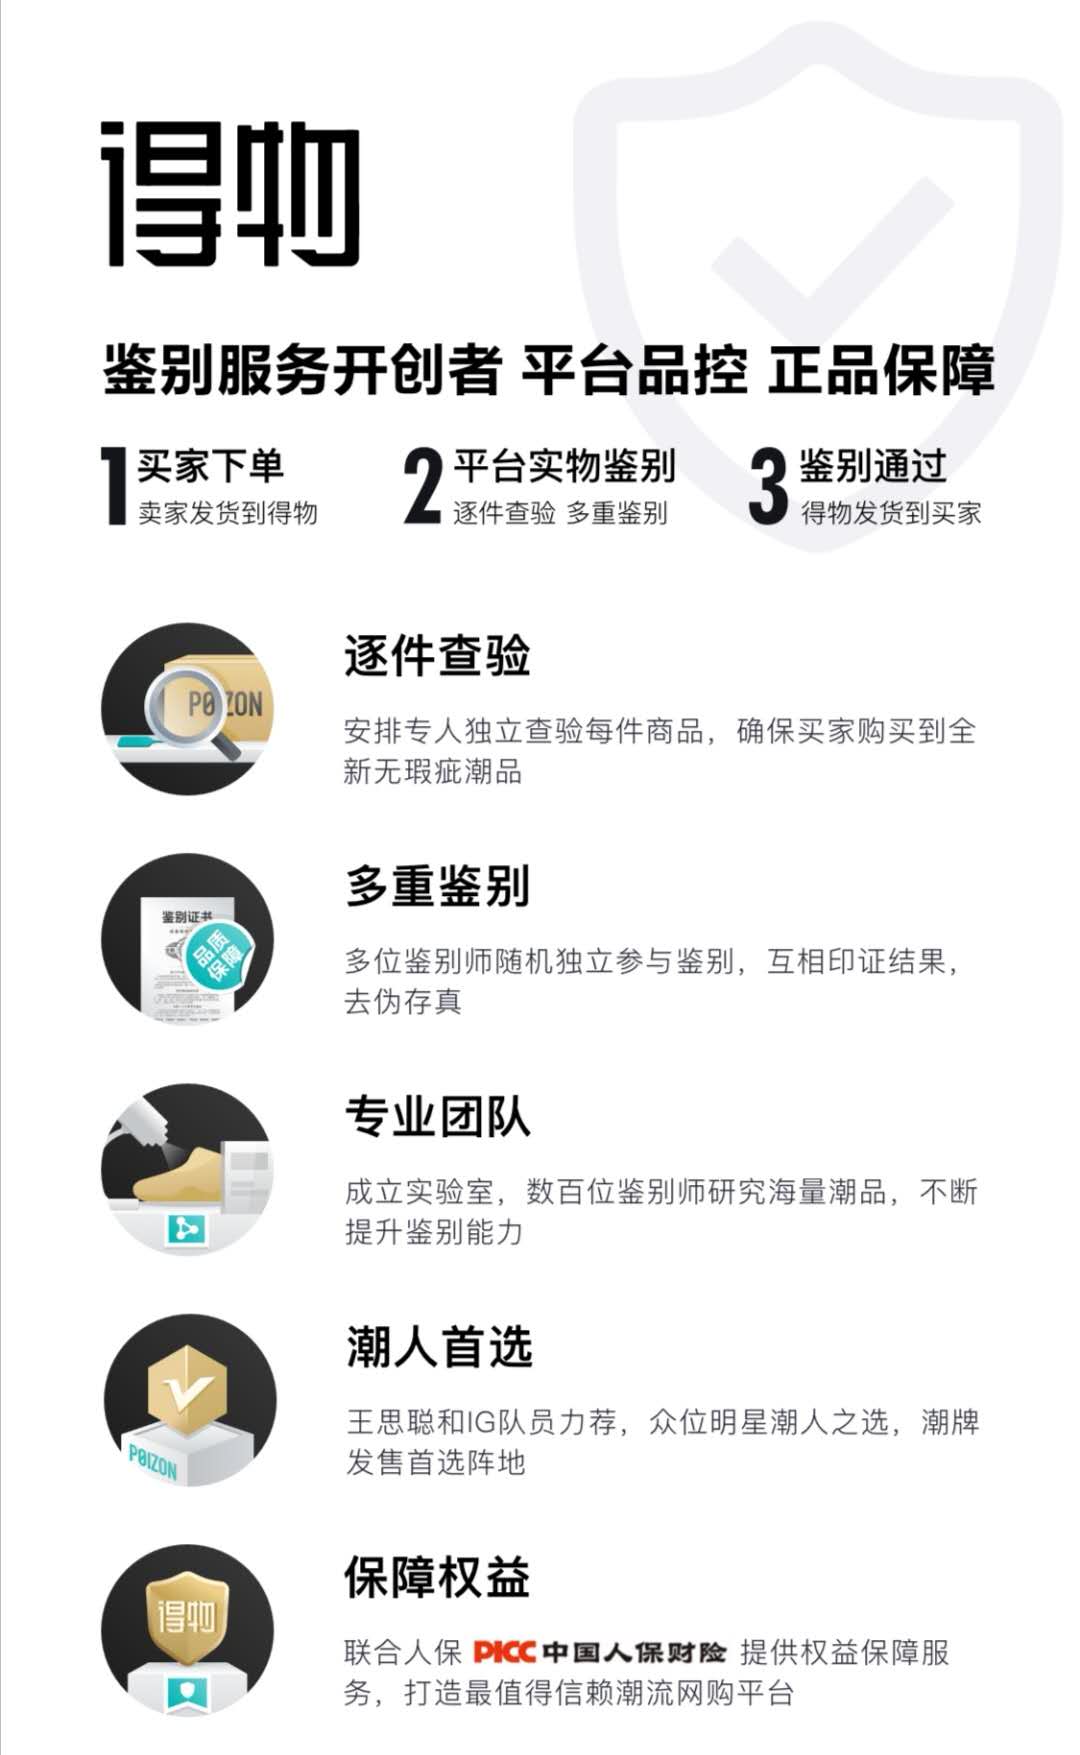 得物
鉴别服务开创者 平台品控 正品保障
1 买家下单
卖家发货到得物
2 平台实物鉴别
逐件查验 多重鉴别
3 鉴别通过
得物发货到买家
POIZON
逐件查验
安排专人独立查验每件商品，确保买家购买到全
新无瑕疵潮品
鉴别证书
品质
保障
多重鉴别
多位鉴别师随机独立参与鉴别，互相印证结果，
去伪存真
专业团队
成立实验室，数百位鉴别师研究海量潮品，不断
提升鉴别能力
POIZON
潮人首选
王思聪和IG队员力荐，众位明星潮人之选，潮牌
发售首选阵地
得物
保障权益
联合人保 PICC 中国人保财险 提供权益保障服
务，打造最值得信赖潮流网购平台